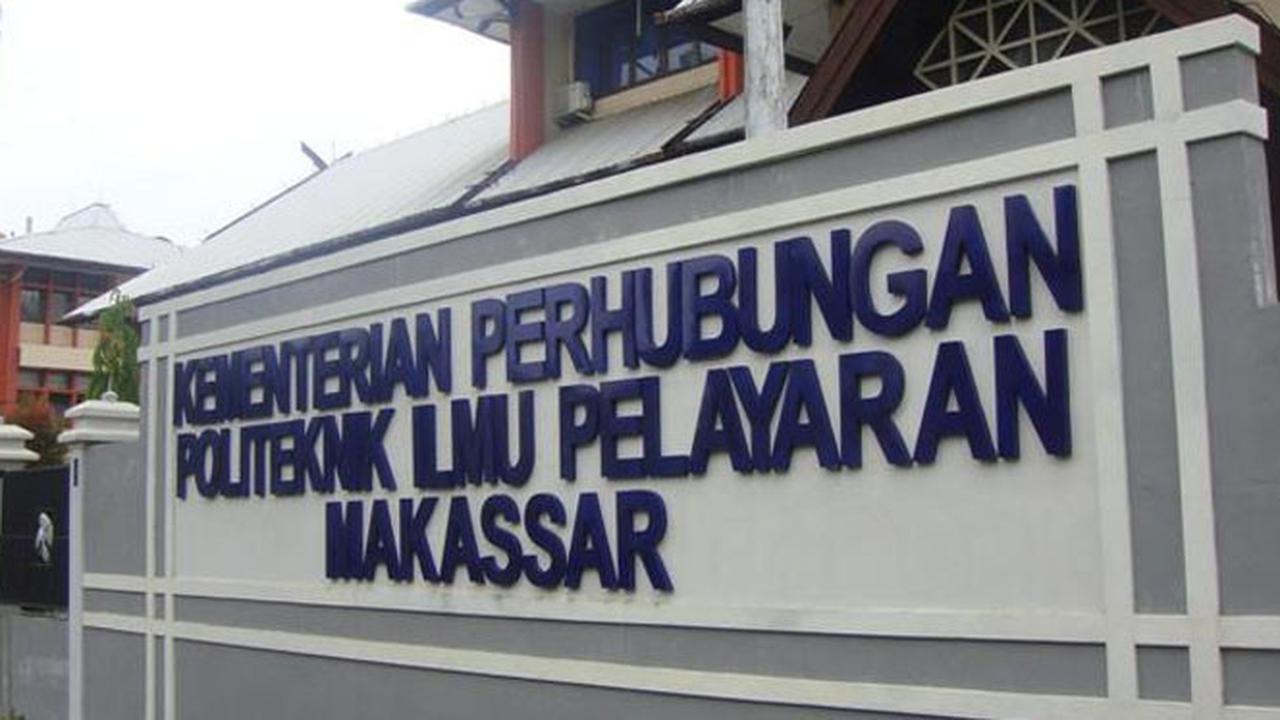 KEMENTERIAN PERHUBUNGAN
POLITEKNIK ILMU PELAYARAN
MAKASSAR